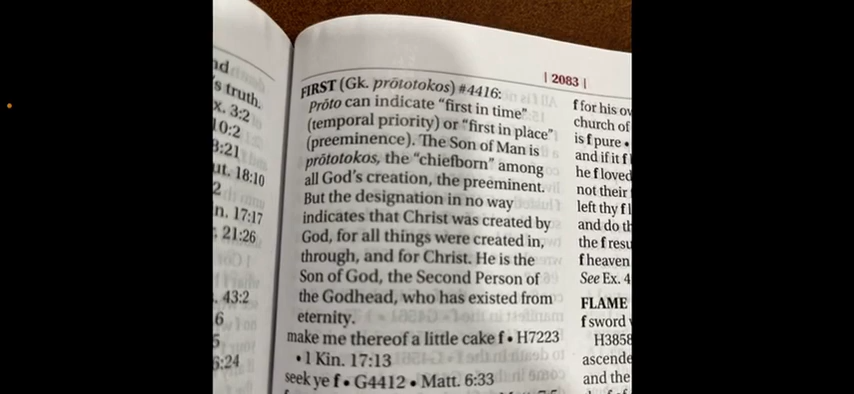 nd
's truth.
x. 3:2
10:2
3:21
ut. 18:10
2
n. 17:17
21:26
43:2
6
5
6:24
| 2083 |
FIRST (Gk. prōtotokos) #4416:
Prōto can indicate “first in time”
(temporal priority) or “first in place”
(preeminence). The Son of Man is
prōtotokos, the “chiefborn” among
all God's creation, the preeminent.
But the designation in no way
indicates that Christ was created by
God, for all things were created in,
through, and for Christ. He is the
Son of God, the Second Person of
the Godhead, who has existed from
eternity.
make me thereof a little cake f • H7223
• 1 Kin. 17:13
seek ye f • G4412 • Matt. 6:33
f for his ov
church of
is f pure •
and if it f
he f loved
not their
left thy f l
and do th
the f resu
f heaven
See Ex. 4
FLAME
f sword
H3858
ascende
and the